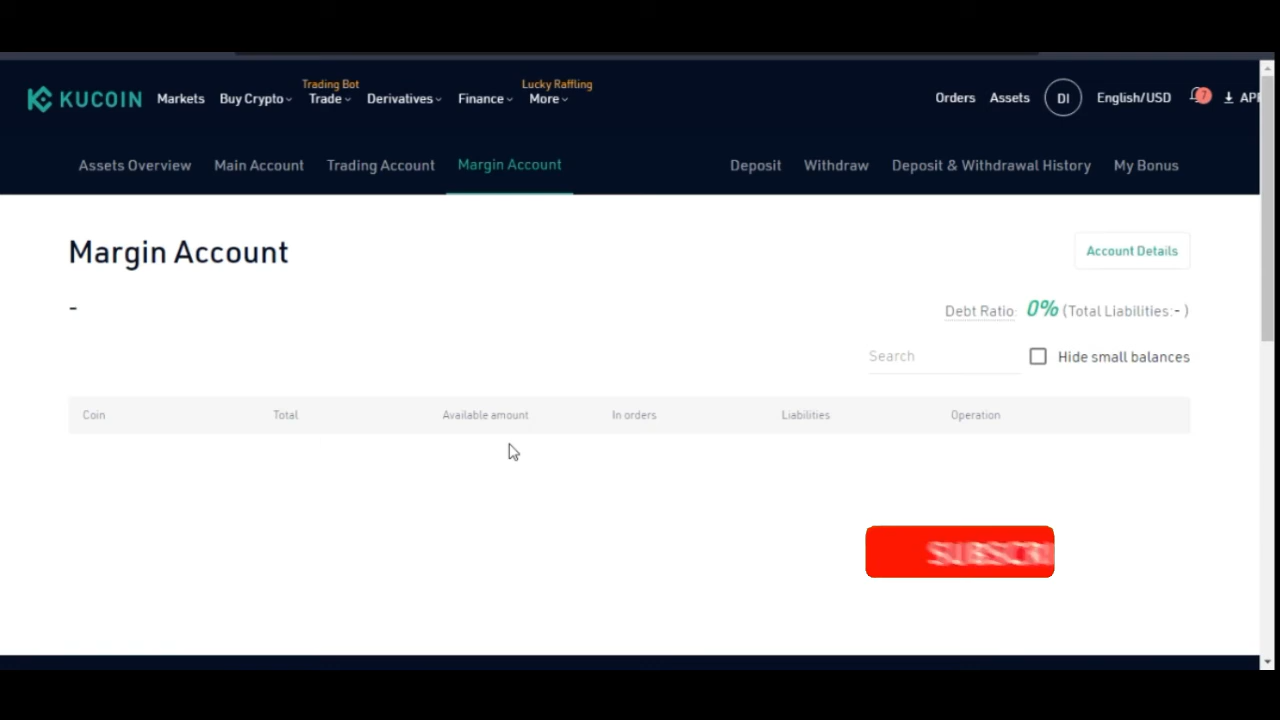 Trading Bot
Lucky Raffling
KUCOIN Markets Buy Crypto Trade Derivatives Finance More Orders Assets DI English/USD 7
Assets Overview Main Account Trading Account Margin Account Deposit Withdraw Deposit & Withdrawal History My Bonus
Margin Account
Account Details
-
Debt Ratio: 0% (Total Liabilities:- )
Search
Hide small balances
Coin Total Available amount In orders Liabilities Operation